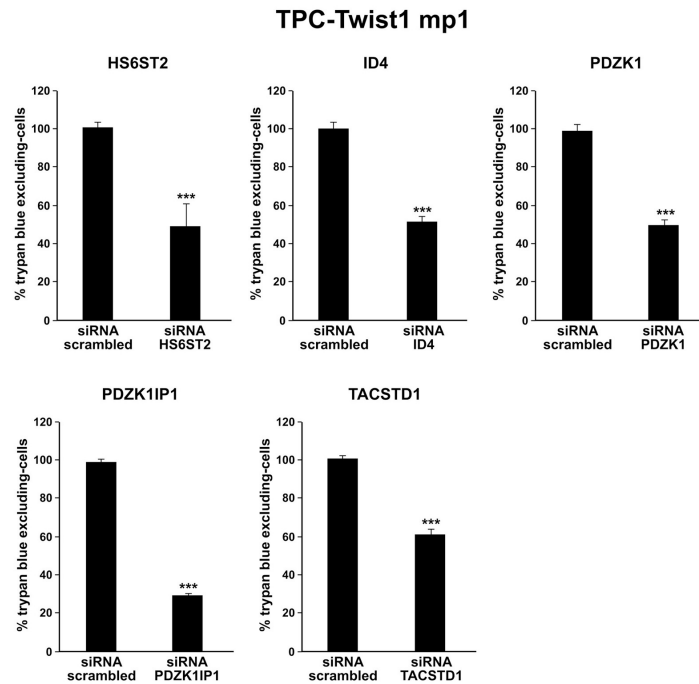 TPC-Twist1 mp1
HS6ST2
% trypan blue excluding-cells
120
100
80
60
40
20
0
***
siRNA
scrambled
siRNA
HS6ST2
ID4
% trypan blue excluding-cells
120
100
80
60
40
20
0
***
siRNA
scrambled
siRNA
ID4
PDZK1
% trypan blue excluding-cells
120
100
80
60
40
20
0
***
siRNA
scrambled
siRNA
PDZK1
PDZK1IP1
% trypan blue excluding-cells
120
100
80
60
40
20
0
***
siRNA
scrambled
siRNA
PDZK1IP1
TACSTD1
% trypan blue excluding-cells
120
100
80
60
40
20
0
***
siRNA
scrambled
siRNA
TACSTD1